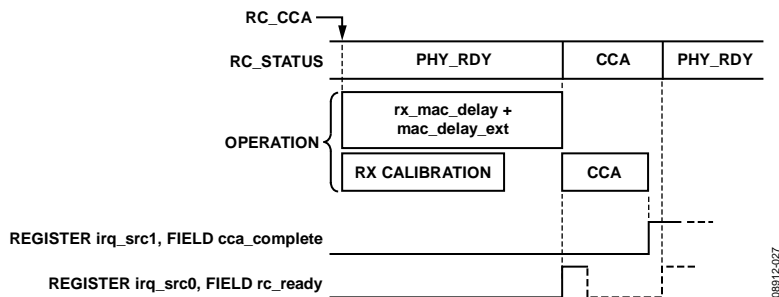 RC_CCA
RC_STATUS
PHY_RDY
CCA
PHY_RDY
OPERATION
rx_mac_delay +
mac_delay_ext
RX CALIBRATION
CCA
REGISTER irq_src1, FIELD cca_complete
REGISTER irq_src0, FIELD rc_ready
08912-027